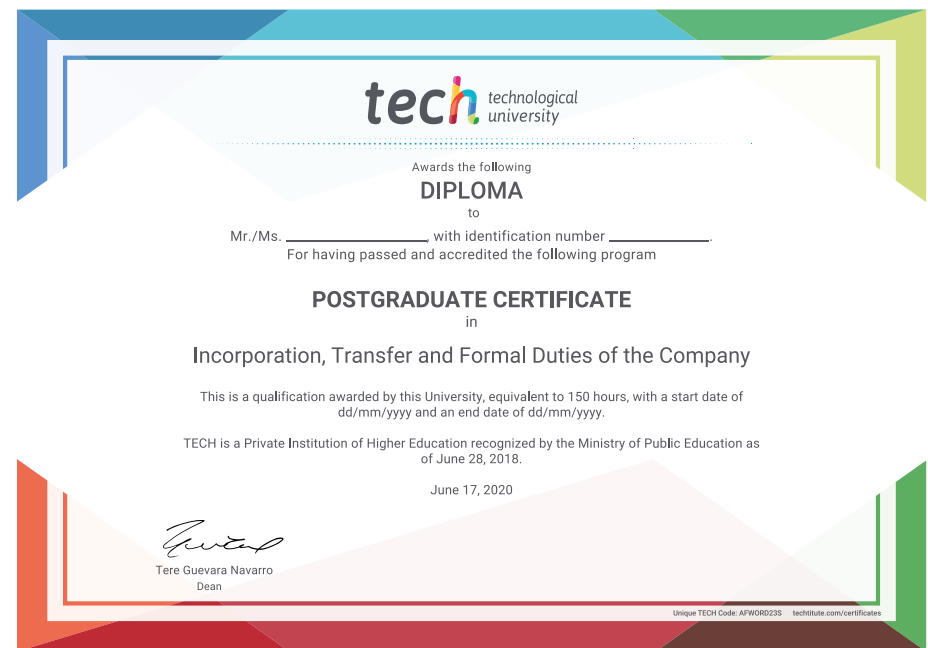 tech technological
university
Awards the following
DIPLOMA
to
Mr./Ms. ____________________, with identification number ______________.
For having passed and accredited the following program
POSTGRADUATE CERTIFICATE
in
Incorporation, Transfer and Formal Duties of the Company
This is a qualification awarded by this University, equivalent to 150 hours, with a start date of
dd/mm/yyyy and an end date of dd/mm/yyyy.
TECH is a Private Institution of Higher Education recognized by the Ministry of Public Education as
of June 28, 2018.
June 17, 2020
Tere Guevara Navarro
Dean
Unique TECH Code: AFWORD23S techtitute.com/certificates